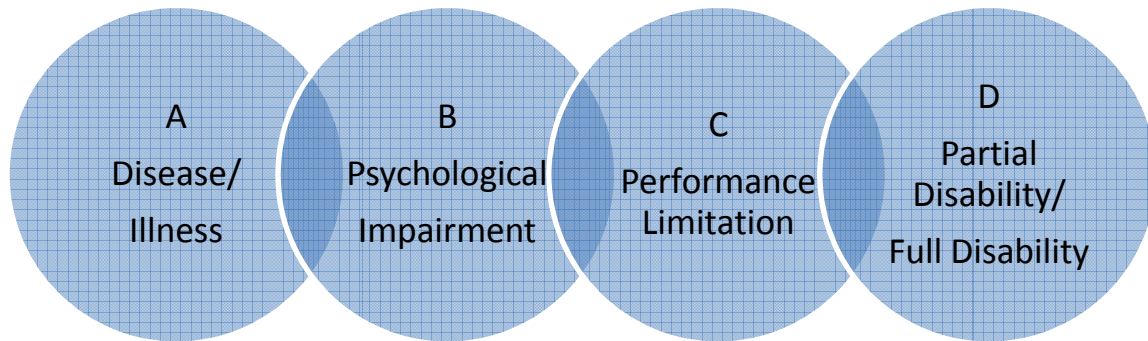 A
Disease/
Illness
B
Psychological
Impairment
C
Performance
Limitation
D
Partial
Disability/
Full Disability